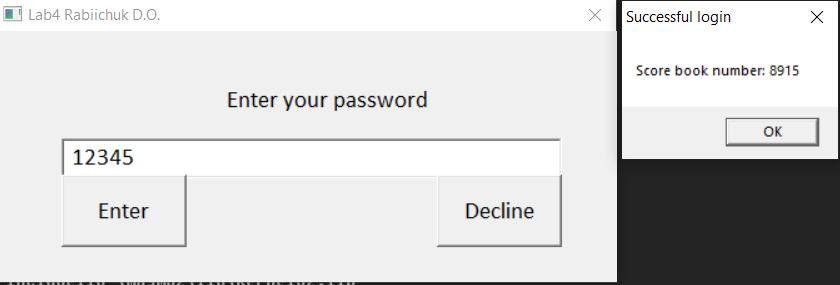 Lab4 Rabiichuk D.O.
Enter your password
12345
Enter
Decline
Successful login
Score book number: 8915
OK